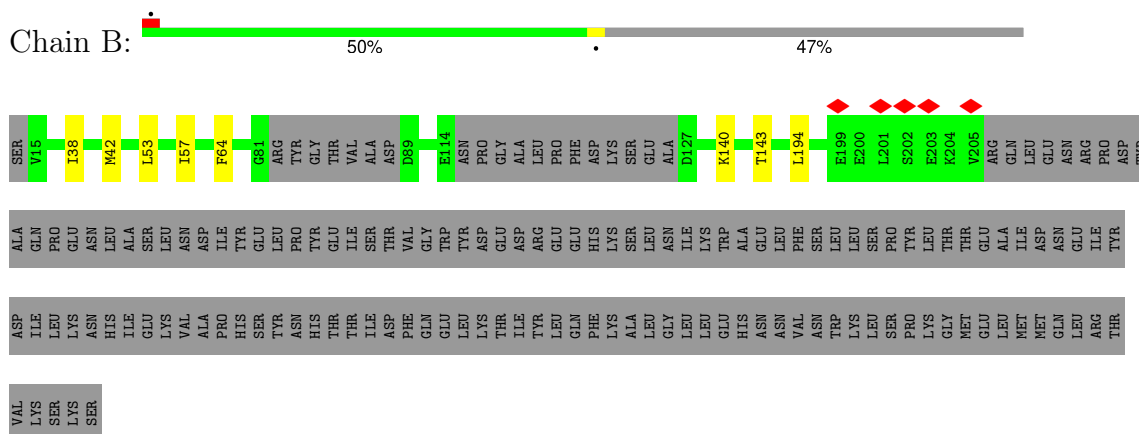 Chain B:
50%
47%
SER V15 I38 M42 L53 I57 F64 G81 ARG TYR GLY THR VAL ALA ASP D89 E114 ASN PRO GLY ALA LEU PRO PHE ASP LYS SER GLU ALA D127 K140 T143 L194 E199 E200 L201 S202 E203 K204 V205 ARG GLN LEU GLU ASN ARG PRO ASP
ALA GLN PRO GLU ASN LEU ALA SER LEU ASN ASP ILE TYR GLU LEU PRO TYR GLU ILE SER THR VAL GLY TRP TYR ASP GLU ASP ARG GLU GLU HIS LYS SER LEU ASN ILE LYS TRP ALA GLU LEU PHE SER LEU LEU SER PRO TYR LEU THR THR GLU ALA ILE ASP ASN GLU ILE TYR
ASP ILE LEU LYS ASN HIS ILE GLU LYS VAL ALA PRO HIS SER TYR ASN HIS THR THR ILE ASP PHE GLN GLU LEU LYS THR ILE TYR LEU GLN PHE LYS ALA LEU GLY LEU LEU GLU HIS ASN ASN VAL ASN TRP LYS LEU SER PRO LYS GLY MET GLU LEU MET MET GLN LEU ARG THR
VAL LYS SER LYS SER